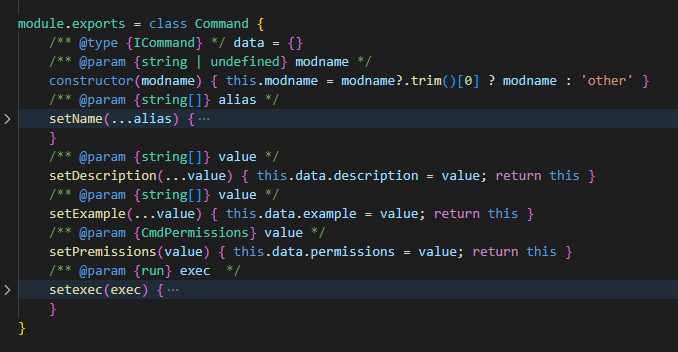 module.exports = class Command {
/** @type {ICommand} */ data = {}
/** @param {string | undefined} modname */
constructor(modname) { this.modname = modname?.trim()[0] ? modname : 'other' }
/** @param {string[]} alias */
setName(...alias) { ⋯
}
/** @param {string[]} value */
setDescription(...value) { this.data.description = value; return this }
/** @param {string[]} value */
setExample(...value) { this.data.example = value; return this }
/** @param {CmdPermissions} value */
setPremissions(value) { this.data.permissions = value; return this }
/** @param {run} exec  */
setexec(exec) { ⋯
}
}